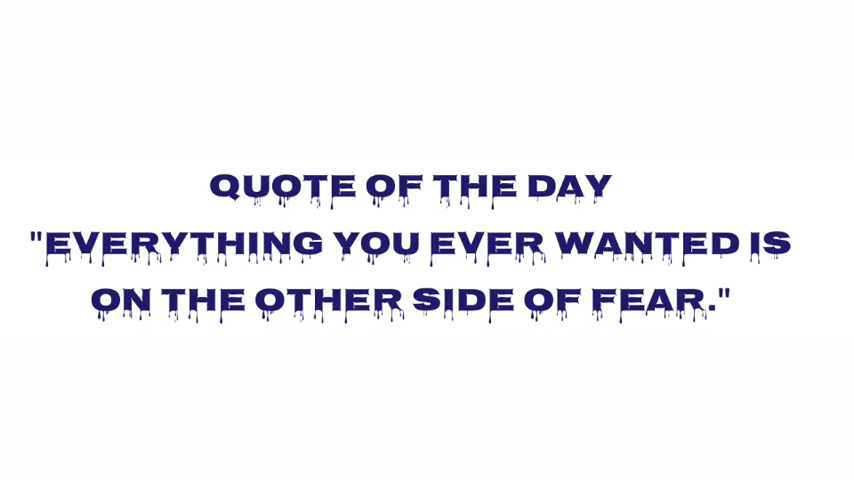 QUOTE OF THE DAY
"EVERYTHING YOU EVER WANTED IS
ON THE OTHER SIDE OF FEAR."